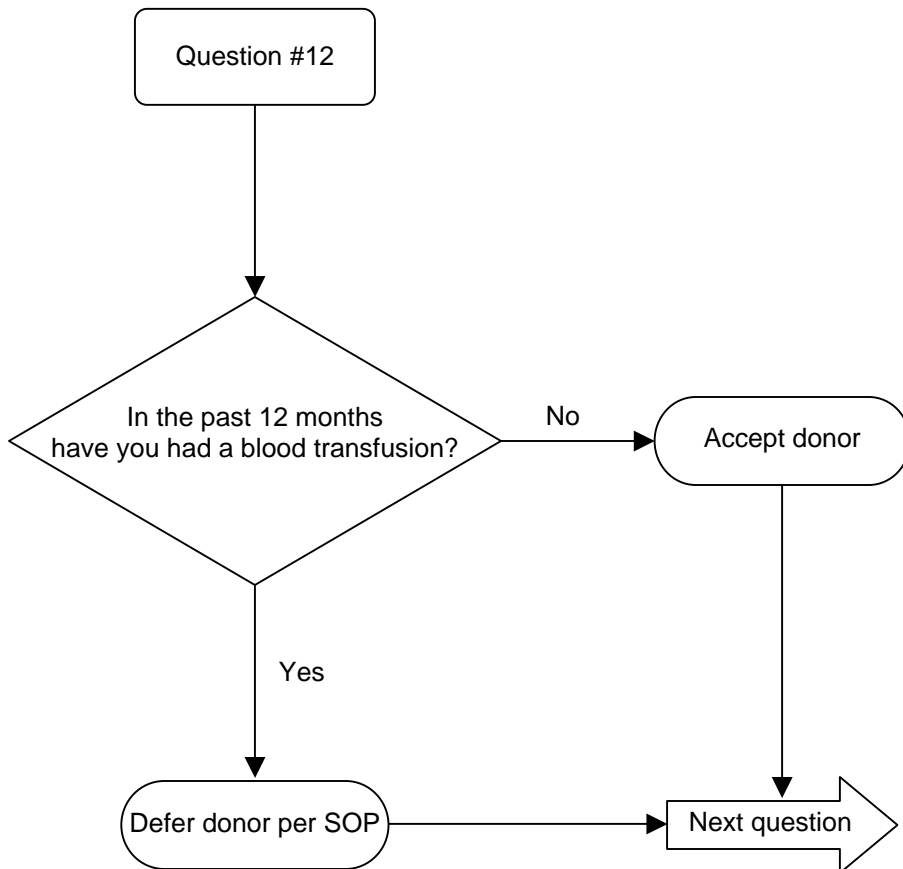 Question #12
In the past 12 months
have you had a blood transfusion?
No
Accept donor
Yes
Defer donor per SOP
Next question